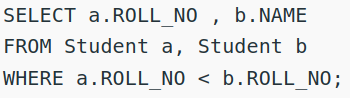 SELECT a.ROLL_NO , b.NAME
FROM Student a, Student b
WHERE a.ROLL_NO < b.ROLL_NO;